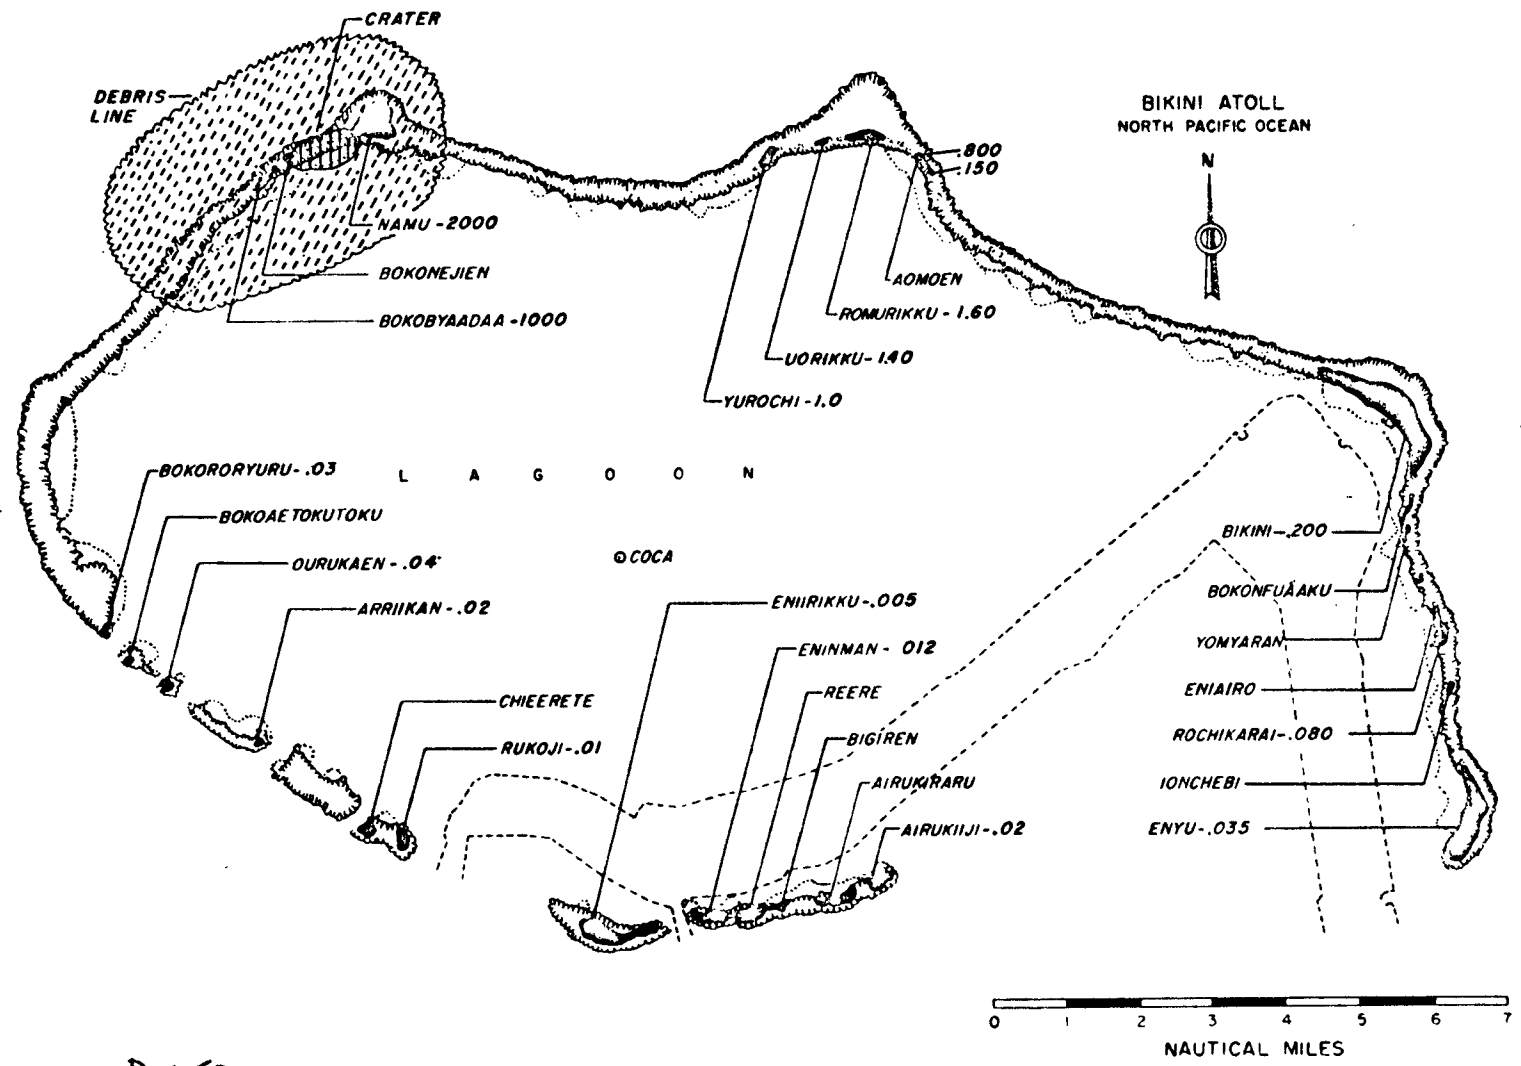 CRATER
DEBRIS
LINE
BIKINI ATOLL
NORTH PACIFIC OCEAN
N
.800
.150
NAMU - 2000
BOKONEJIEN
BOKOBYAADAA - 1000
AOMOEN
ROMURIKKU - 1.60
UORIKKU - 1.40
YUROCHI - 1.0
BOKORORYURU - .03
L A G O O N
BOKOAETOKUTOKU
OURUKAEN - .04
COCA
ARRIIKAN - .02
ENIIRIKKU - .005
BIKINI - .200
BOKONFUAAKU
ENINMAN - 012
YOMYARAN
REERE
ENIAIRO
CHIEERETE
RUKOJI - .01
BIGIREN
ROCHIKARAI - .080
AIRUKIRARU
IONCHEBI
AIRUKIIJI - .02
ENYU - .035
0 1 2 3 4 5 6 7
NAUTICAL MILES